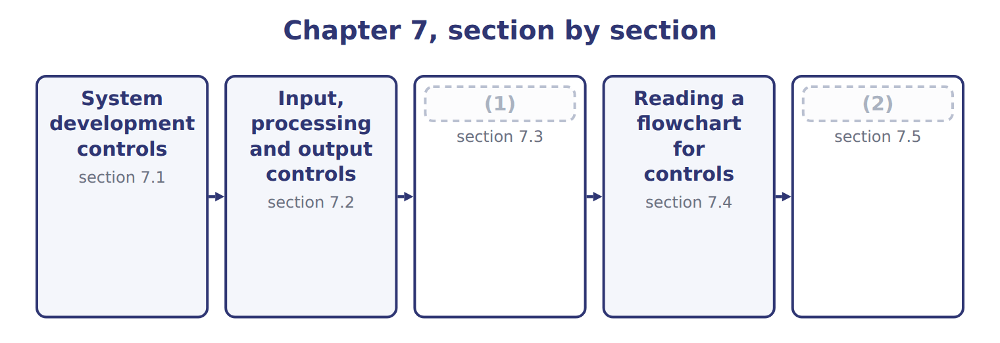 Chapter 7, section by section
System
development
controls
section 7.1
Input,
processing
and output
controls
section 7.2
(1)
section 7.3
Reading a
flowchart
for
controls
section 7.4
(2)
section 7.5